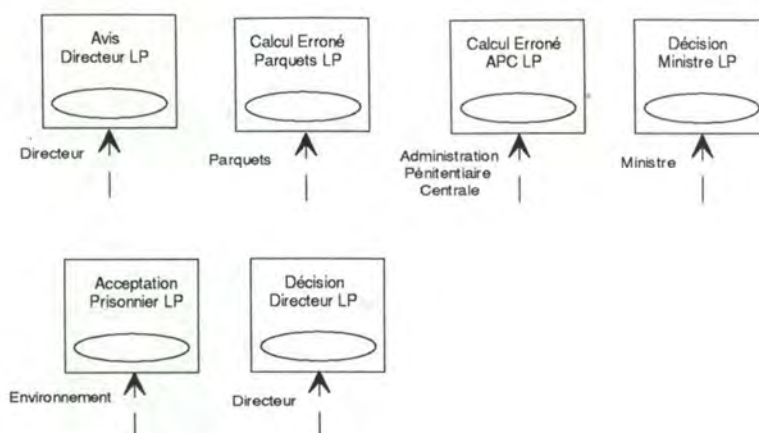 Avis
Directeur LP
Calcul Erroné
Parquets LP
Calcul Erroné
APC LP
Décision
Ministre LP
Directeur
Parquets
Administration
Pénitentiaire
Centrale
Ministre
Acceptation
Prisonnier LP
Décision
Directeur LP
Environnement
Directeur